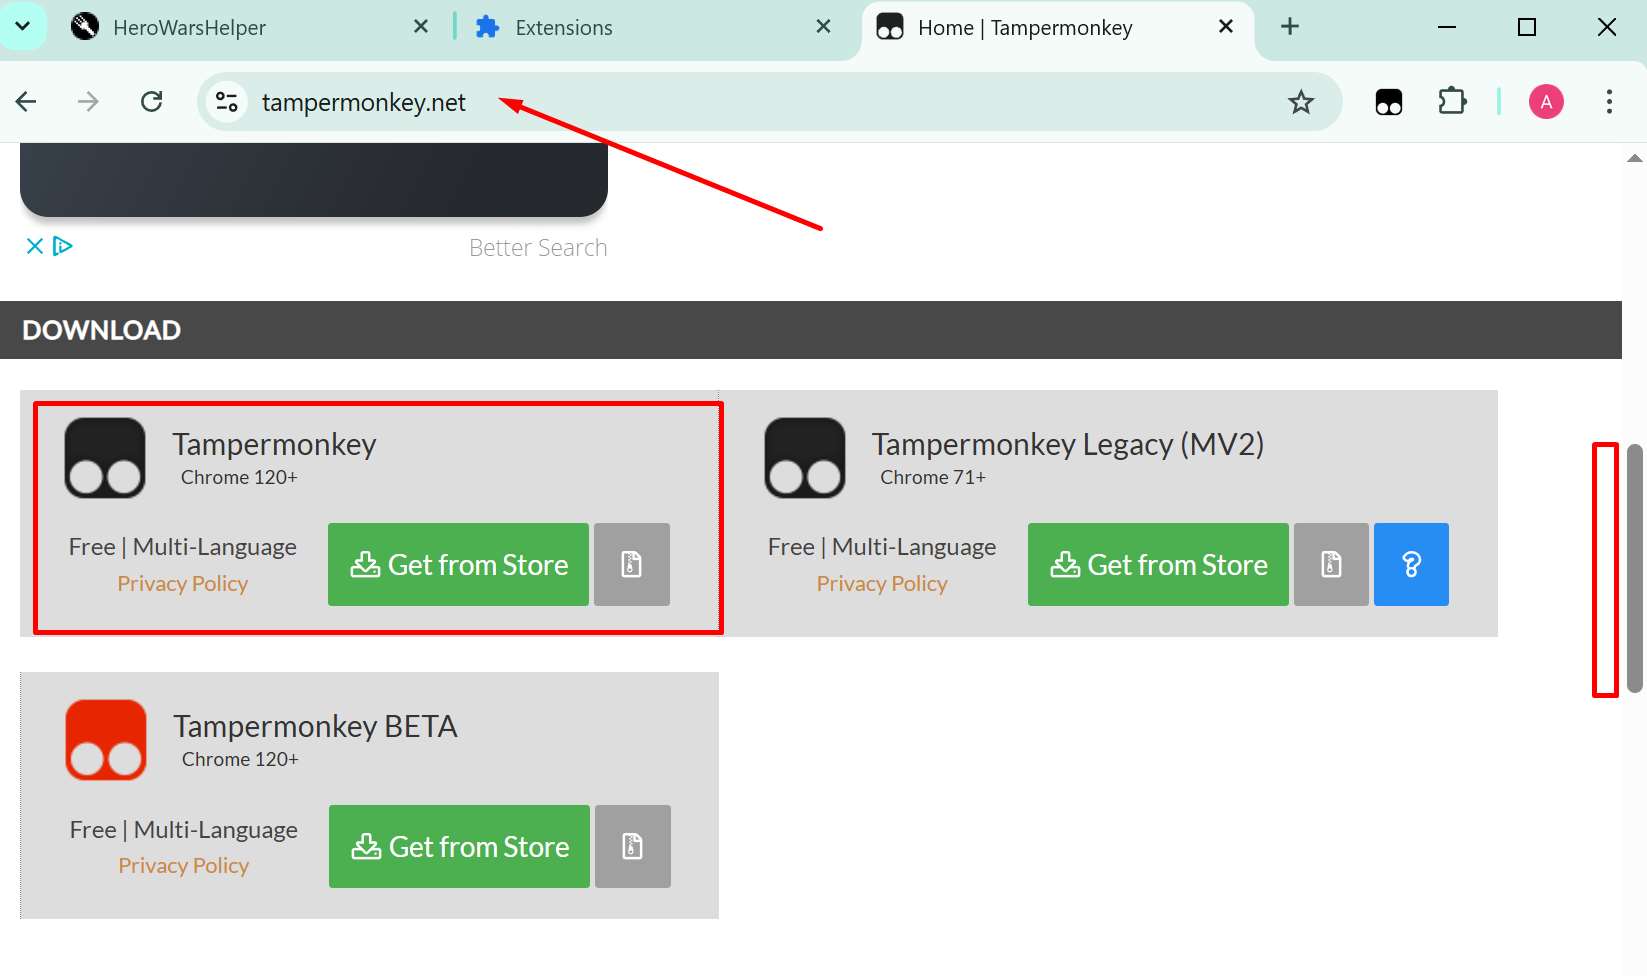 HeroWarsHelper
Extensions
Home | Tampermonkey
tampermonkey.net
A
Better Search
DOWNLOAD
Tampermonkey
Chrome 120+
Free | Multi-Language
Privacy Policy
Get from Store
Tampermonkey Legacy (MV2)
Chrome 71+
Free | Multi-Language
Privacy Policy
Get from Store
?
Tampermonkey BETA
Chrome 120+
Free | Multi-Language
Privacy Policy
Get from Store